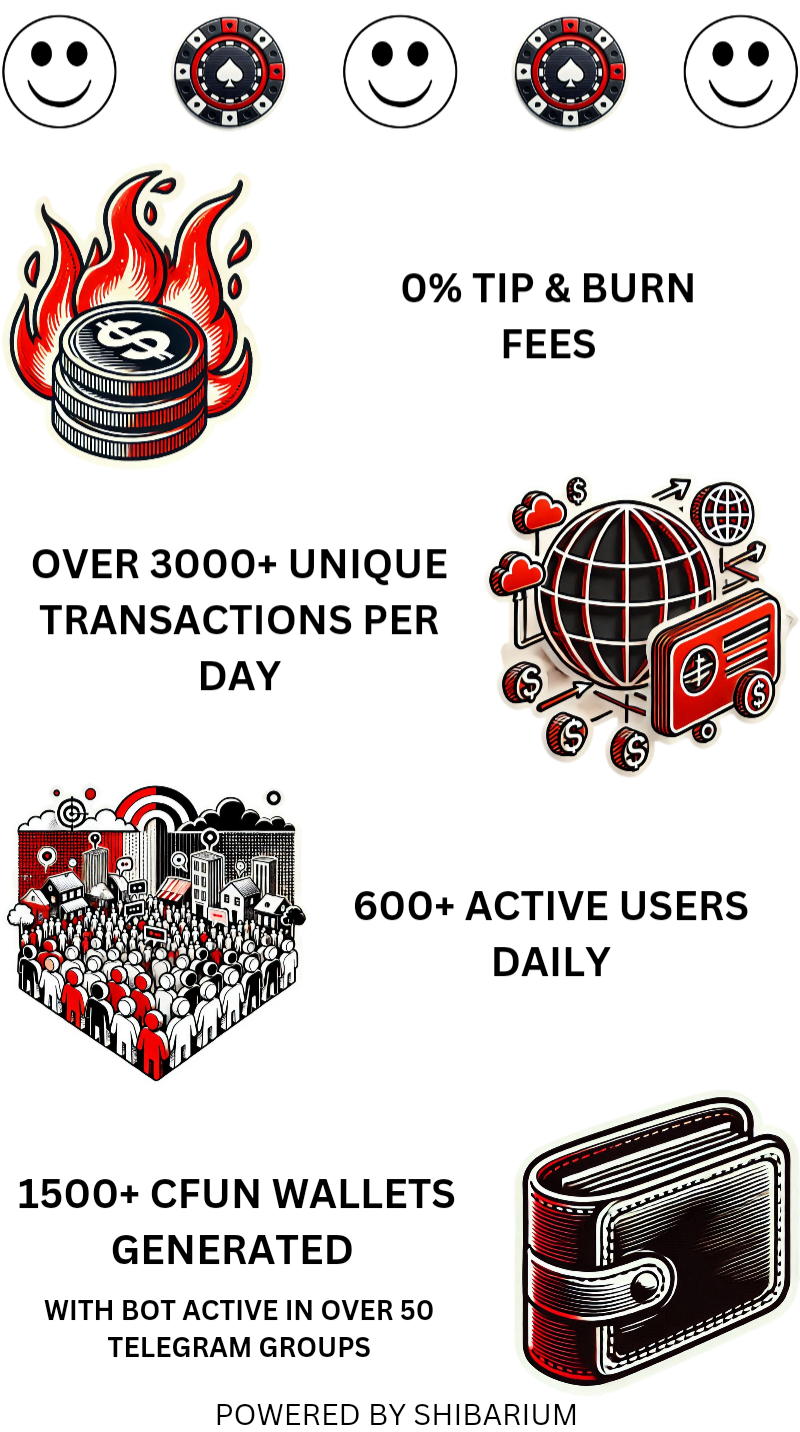 0% TIP & BURN
FEES
OVER 3000+ UNIQUE
TRANSACTIONS PER
DAY
600+ ACTIVE USERS
DAILY
1500+ CFUN WALLETS
GENERATED
WITH BOT ACTIVE IN OVER 50
TELEGRAM GROUPS
POWERED BY SHIBARIUM